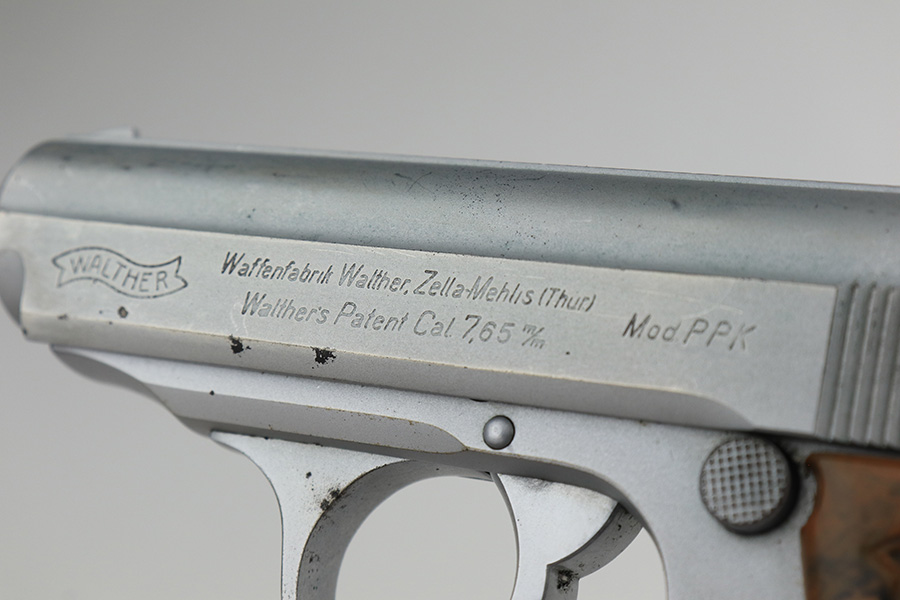 WALTHER
Waffenfabrik Walther, Zella-Mehlis (Thür)
Walther's Patent Cal. 7,65 m/m
Mod. PPK